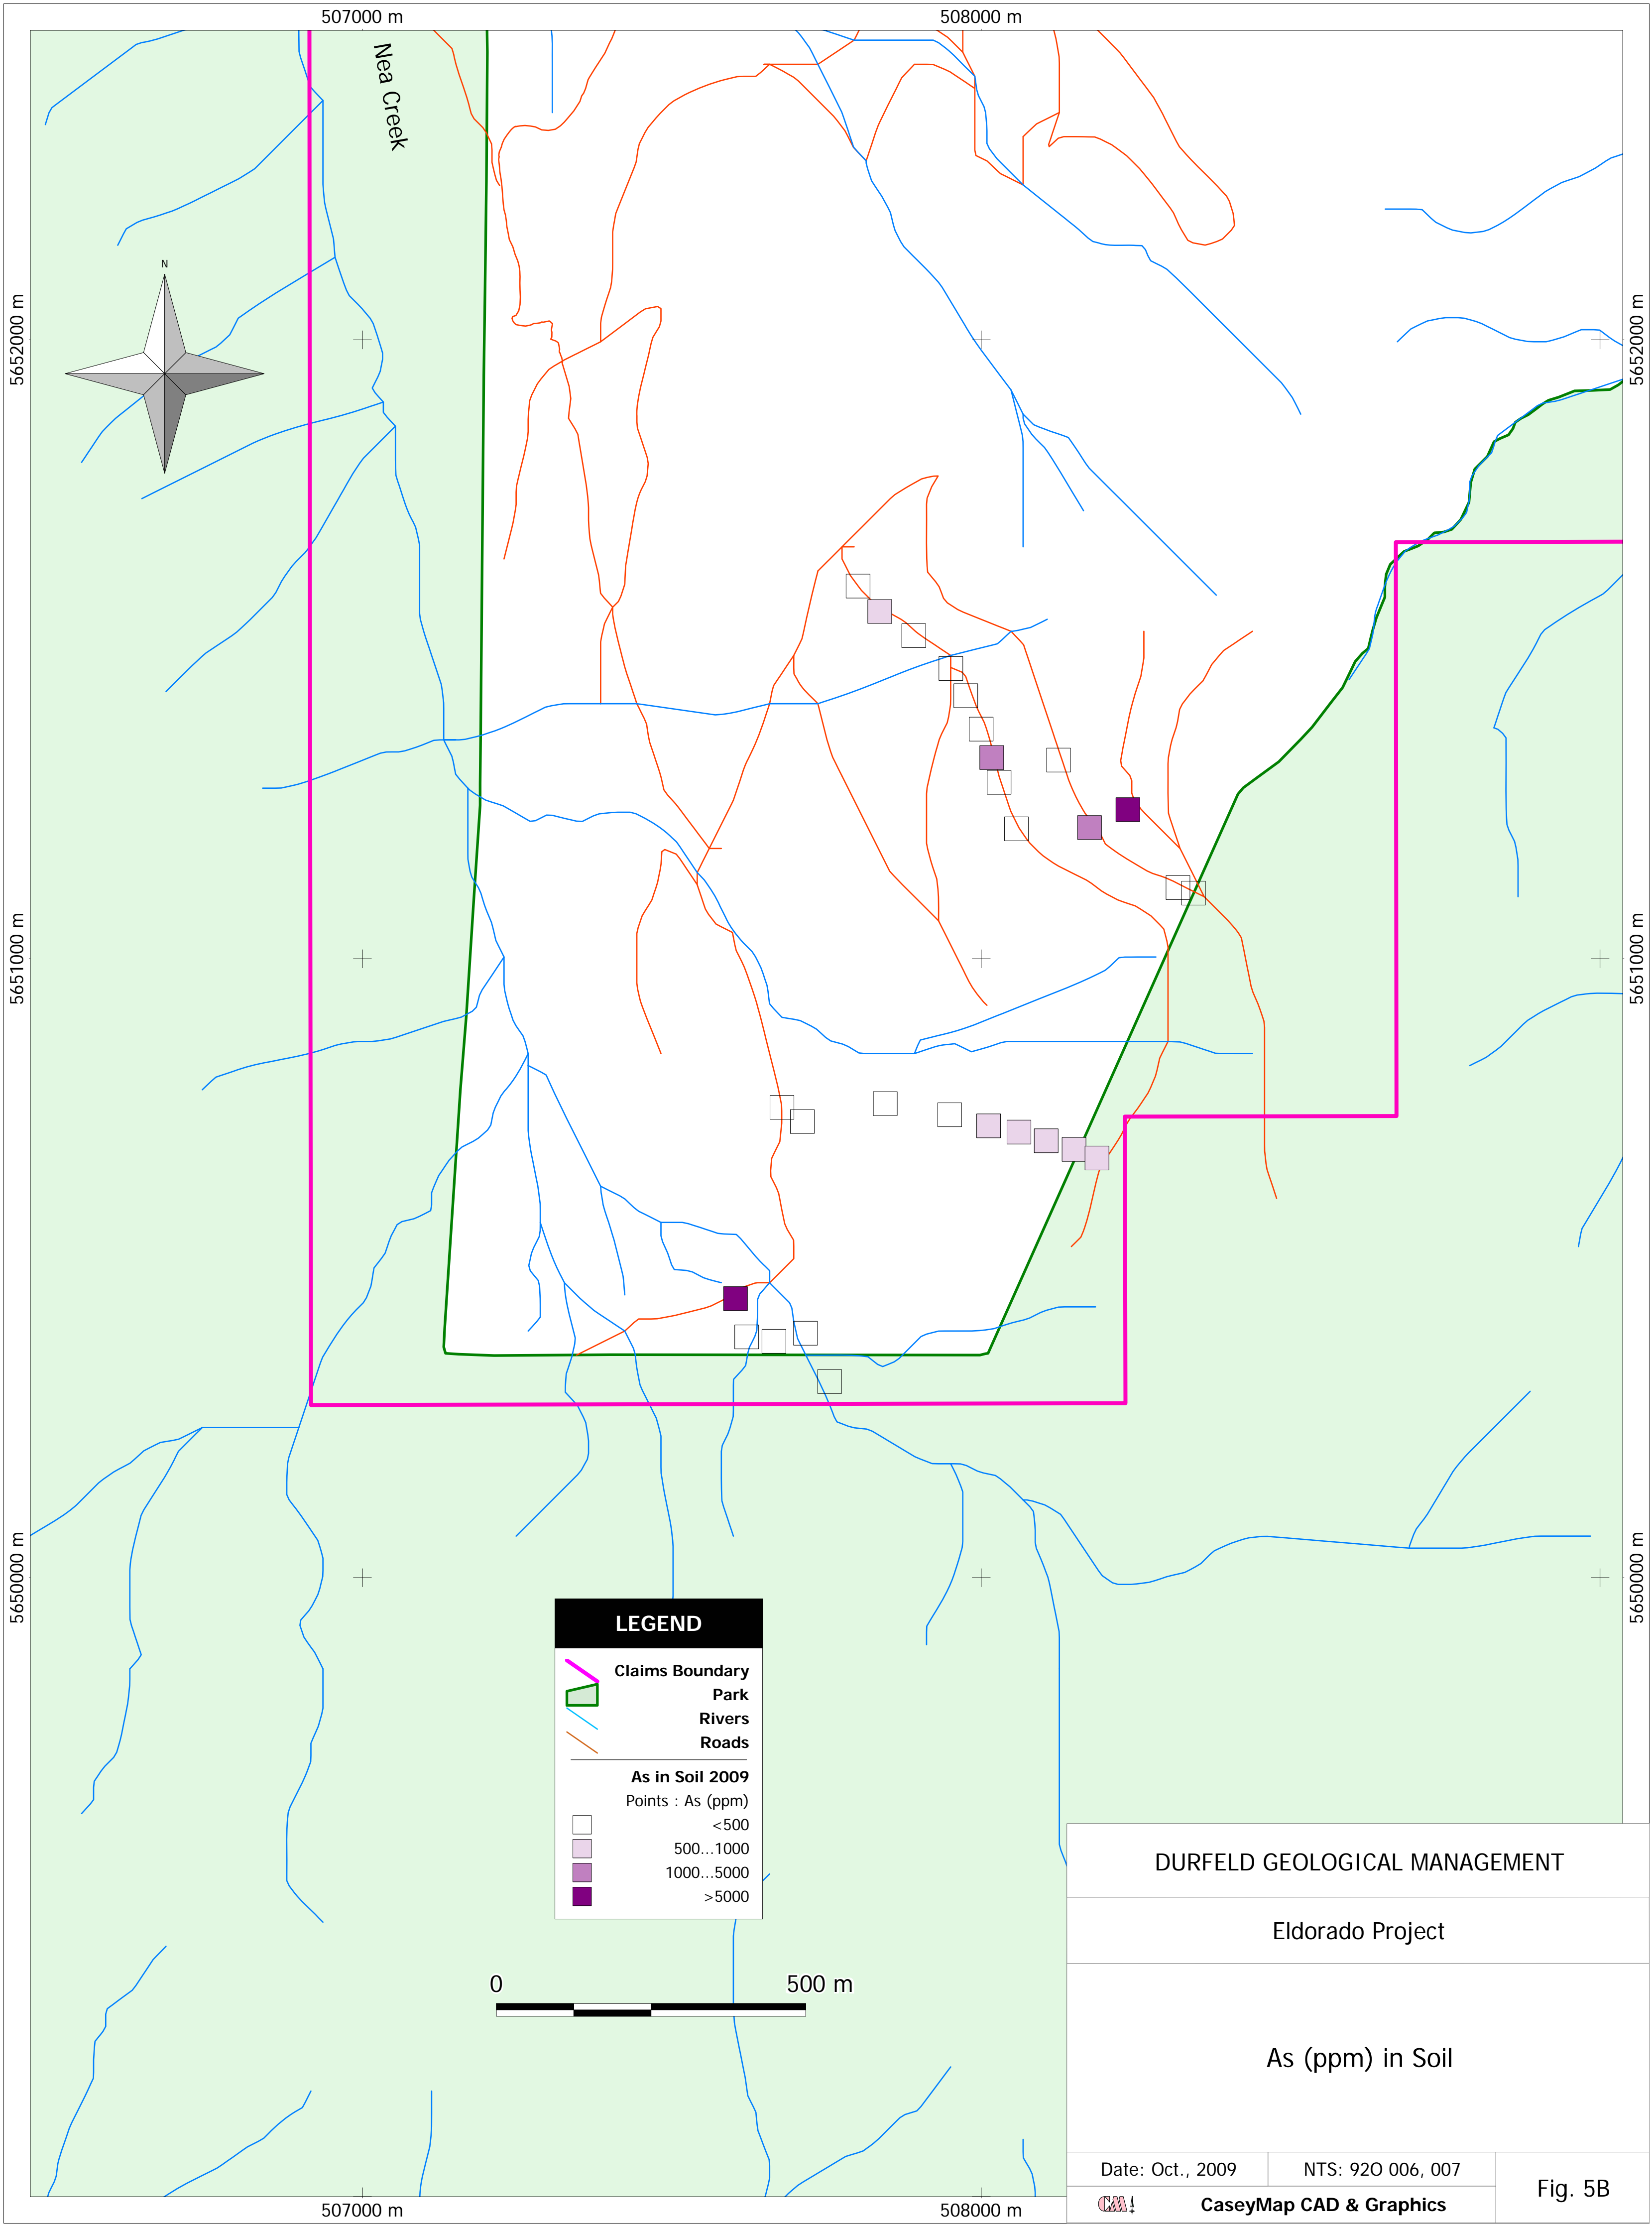 507000 m
508000 m
Nea Creek
N
5652000 m
5652000 m
5651000 m
5651000 m
5650000 m
5650000 m
LEGEND
Claims Boundary
Park
Rivers
Roads
As in Soil 2009
Points : As (ppm)
<500
500...1000
1000...5000
>5000
0
500 m
DURFELD GEOLOGICAL MANAGEMENT
Eldorado Project
As (ppm) in Soil
Date: Oct., 2009
NTS: 92O 006, 007
Fig. 5B
CM
CaseyMap CAD & Graphics
507000 m
508000 m